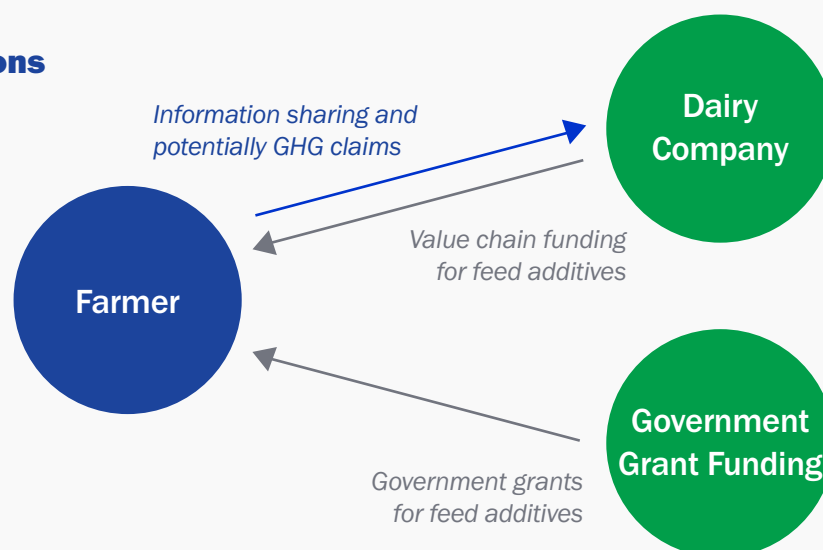 ons
Information sharing and
potentially GHG claims
Dairy
Company
Value chain funding
for feed additives
Farmer
Government
Grant Funding
Government grants
for feed additives